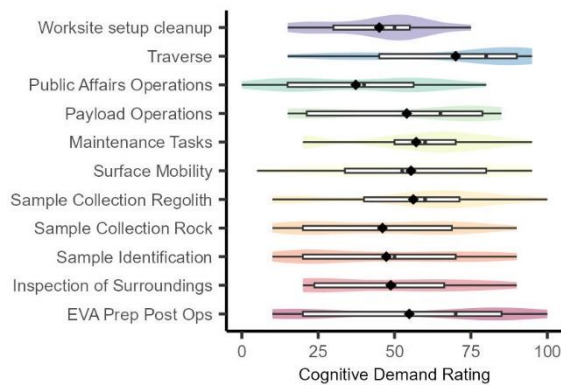 Worksite setup cleanup
Traverse
Public Affairs Operations
Payload Operations
Maintenance Tasks
Surface Mobility
Sample Collection Regolith
Sample Collection Rock
Sample Identification
Inspection of Surroundings
EVA Prep Post Ops
0 25 50 75 100
Cognitive Demand Rating